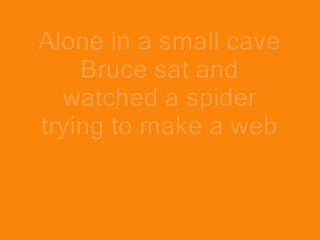 Alone in a small cave
Bruce sat and
watched a spider
trying to make a web